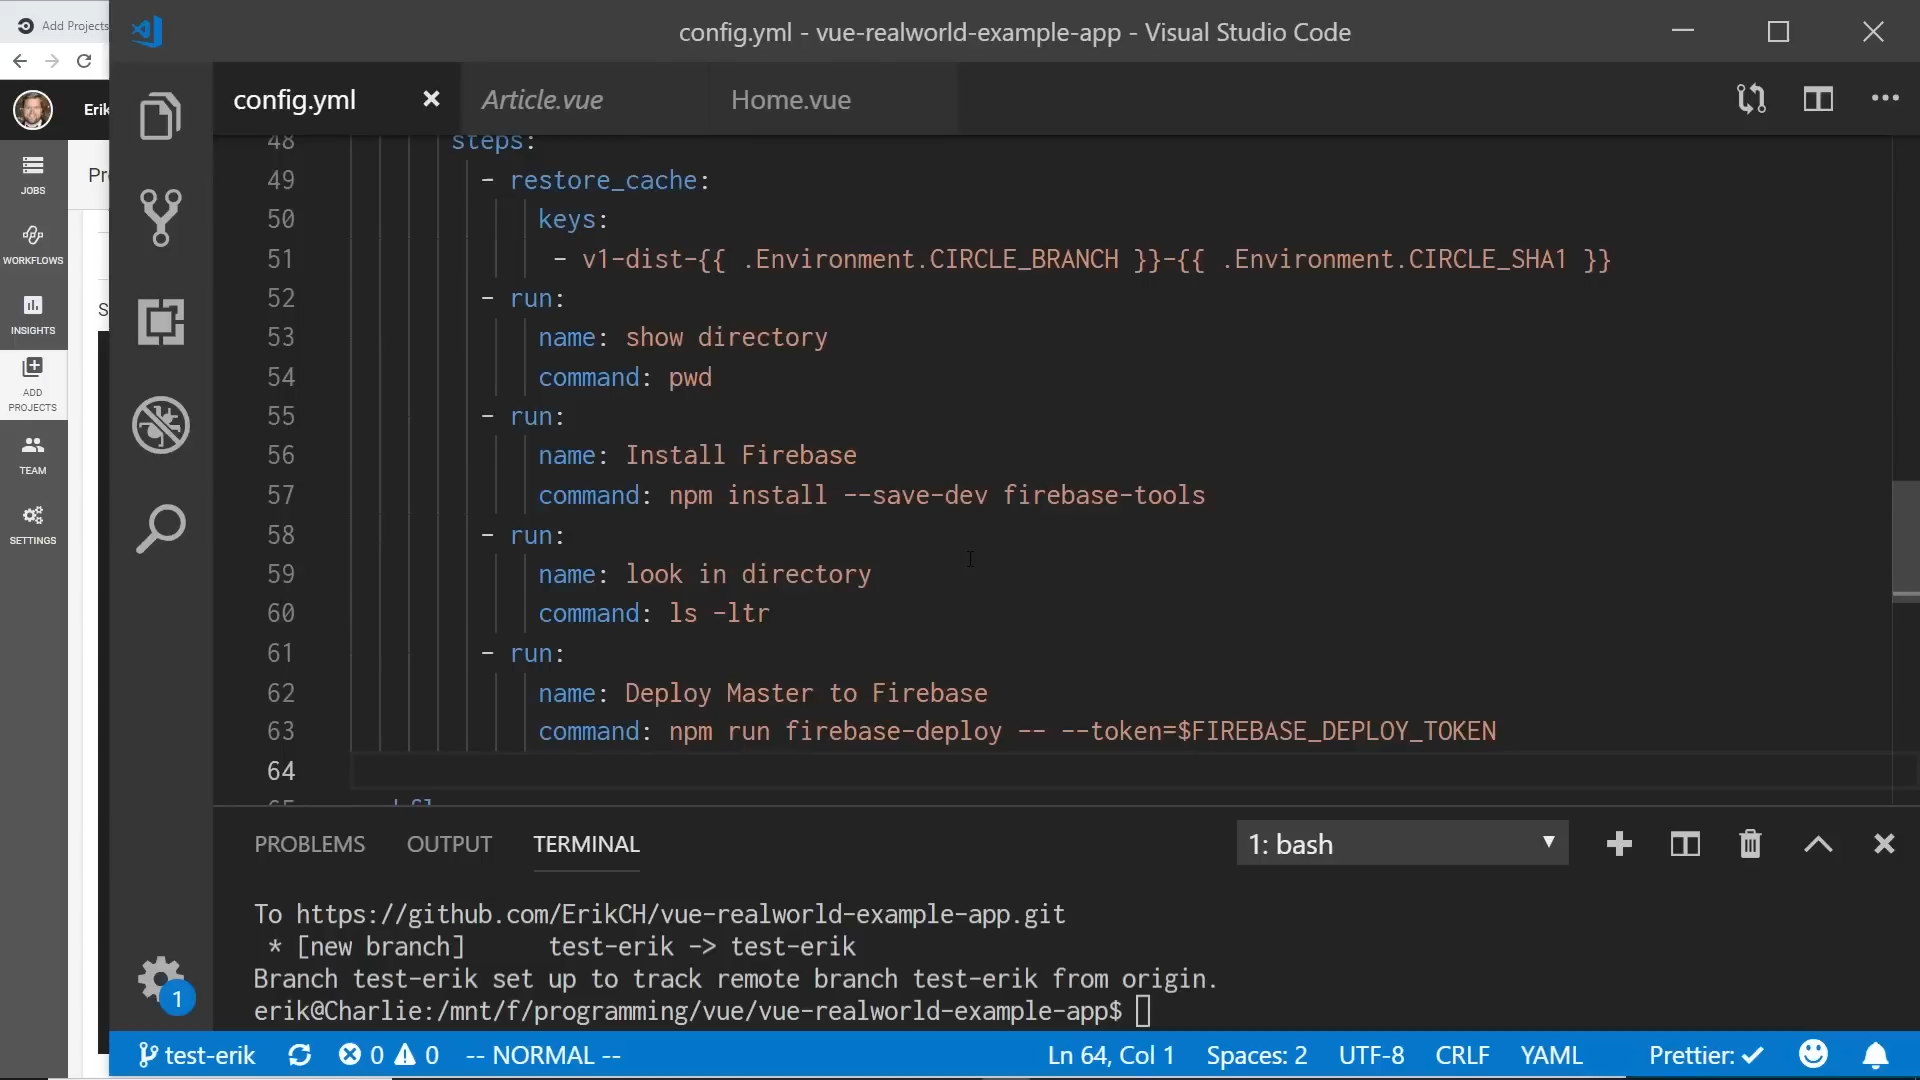 Add Projects
config.yml - vue-realworld-example-app - Visual Studio Code
Erik
JOBS
WORKFLOWS
INSIGHTS
ADD
PROJECTS
TEAM
SETTINGS
Pr
S
config.yml
Article.vue
Home.vue
48 steps:
49 - restore_cache:
50 keys:
51 - v1-dist-{{ .Environment.CIRCLE_BRANCH }}-{{ .Environment.CIRCLE_SHA1 }}
52 - run:
53 name: show directory
54 command: pwd
55 - run:
56 name: Install Firebase
57 command: npm install --save-dev firebase-tools
58 - run:
59 name: look in directory
60 command: ls -ltr
61 - run:
62 name: Deploy Master to Firebase
63 command: npm run firebase-deploy -- --token=$FIREBASE_DEPLOY_TOKEN
64
PROBLEMS OUTPUT TERMINAL 1: bash
To https://github.com/ErikCH/vue-realworld-example-app.git
* [new branch] test-erik -> test-erik
Branch test-erik set up to track remote branch test-erik from origin.
erik@Charlie:/mnt/f/programming/vue/vue-realworld-example-app$
1
test-erik 0 0 -- NORMAL -- Ln 64, Col 1 Spaces: 2 UTF-8 CRLF YAML Prettier: ✓